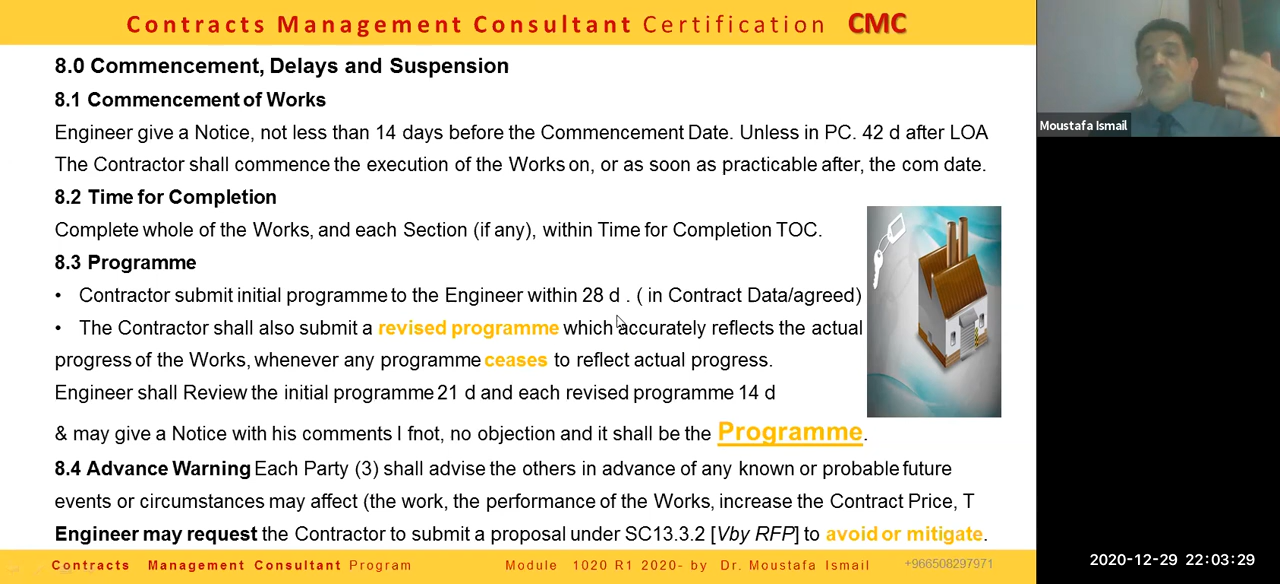 Contracts Management Consultant Certification CMC
8.0 Commencement, Delays and Suspension
8.1 Commencement of Works
Engineer give a Notice, not less than 14 days before the Commencement Date. Unless in PC. 42 d after LOA
The Contractor shall commence the execution of the Works on, or as soon as practicable after, the com date.
8.2 Time for Completion
Complete whole of the Works, and each Section (if any), within Time for Completion TOC.
8.3 Programme
• Contractor submit initial programme to the Engineer within 28 d . ( in Contract Data/agreed)
• The Contractor shall also submit a revised programme which accurately reflects the actual
progress of the Works, whenever any programme ceases to reflect actual progress.
Engineer shall Review the initial programme 21 d and each revised programme 14 d
& may give a Notice with his comments I fnot, no objection and it shall be the Programme.
8.4 Advance Warning Each Party (3) shall advise the others in advance of any known or probable future
events or circumstances may affect (the work, the performance of the Works, increase the Contract Price, T
Engineer may request the Contractor to submit a proposal under SC13.3.2 [Vby RFP] to avoid or mitigate.
Contracts Management Consultant Program Module 1020 R1 2020- by Dr. Moustafa Ismail +966508297971
Moustafa Ismail
2020-12-29 22:03:29